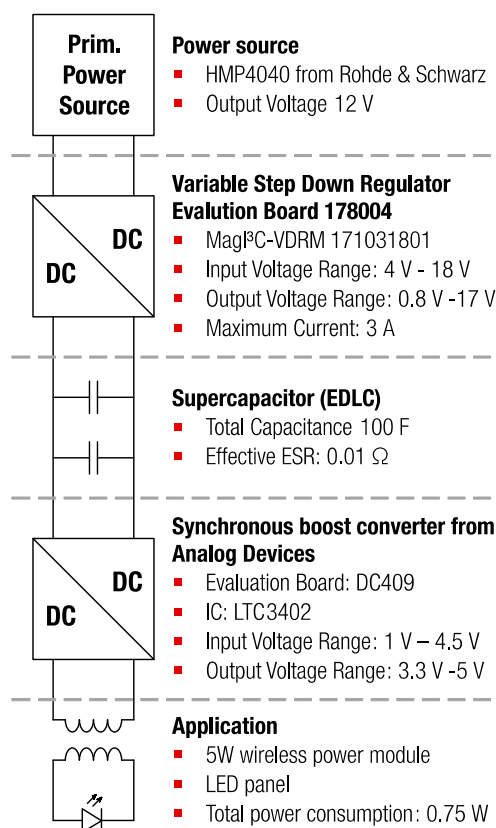 Prim.
Power
Source
Power source
HMP4040 from Rohde & Schwarz
Output Voltage 12 V
DC
DC
Variable Step Down Regulator
Evalution Board 178004
MagI³C-VDRM 171031801
Input Voltage Range: 4 V - 18 V
Output Voltage Range: 0.8 V -17 V
Maximum Current: 3 A
Supercapacitor (EDLC)
Total Capacitance 100 F
Effective ESR: 0.01 Ω
DC
DC
Synchronous boost converter from
Analog Devices
Evaluation Board: DC409
IC: LTC3402
Input Voltage Range: 1 V – 4.5 V
Output Voltage Range: 3.3 V -5 V
Application
5W wireless power module
LED panel
Total power consumption: 0.75 W